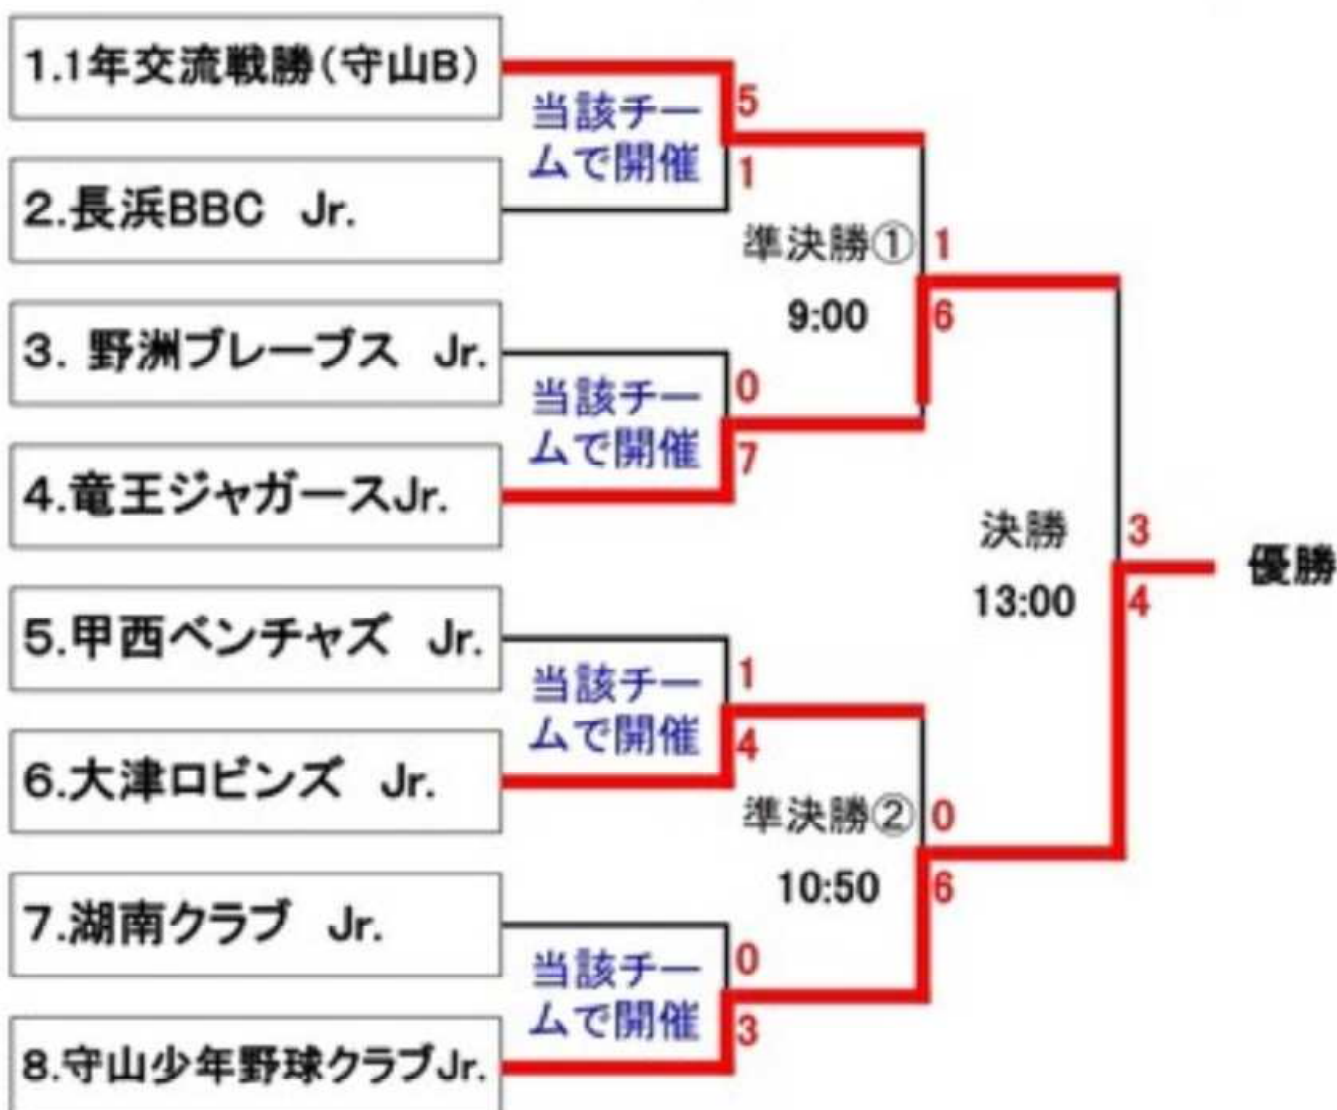 1.1年交流戦勝(守山B)
当該チー
ムで開催
5
1
2.長浜BBC Jr.
準決勝① 1
9:00 6
3. 野洲ブレーブス Jr.
当該チー
ムで開催
0
7
4.竜王ジャガースJr.
決勝 3
13:00 4
優勝
5.甲西ベンチャズ Jr.
当該チー
ムで開催
1
4
6.大津ロビンズ Jr.
準決勝② 0
10:50 6
7.湖南クラブ Jr.
当該チー
ムで開催
0
3
8.守山少年野球クラブJr.